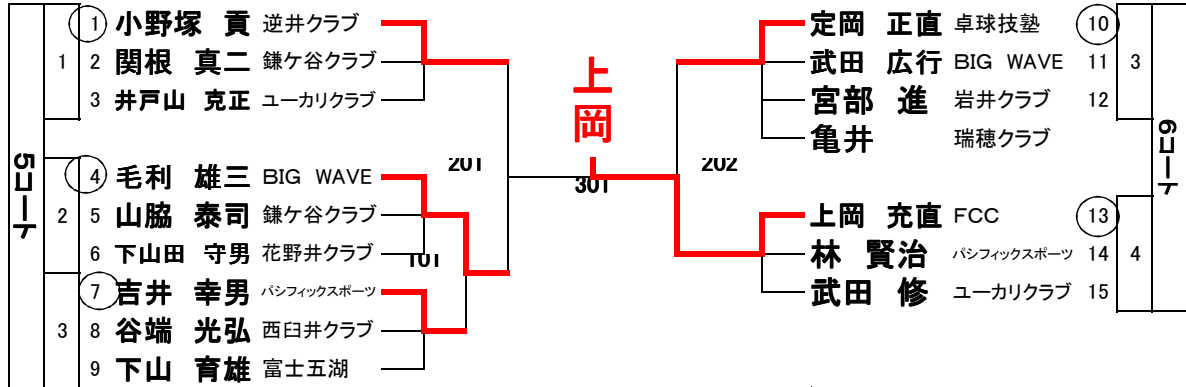 5コート
1
1 小野塚 貢 逆井クラブ
2 関根 真二 鎌ケ谷クラブ
3 井戸山 克正 ユーカリクラブ
2
4 毛利 雄三 BIG WAVE
5 山脇 泰司 鎌ケ谷クラブ
6 下山田 守男 花野井クラブ
3
7 吉井 幸男 パシフィックスポーツ
8 谷端 光弘 西臼井クラブ
9 下山 育雄 富士五湖
101
201
上岡
301
202
定岡 正直 卓球技塾 10
武田 広行 BIG WAVE 11
宮部 進 岩井クラブ 12
亀井 瑞穂クラブ
3
上岡 充直 FCC 13
林 賢治 パシフィックスポーツ 14
武田 修 ユーカリクラブ 15
4
6コート